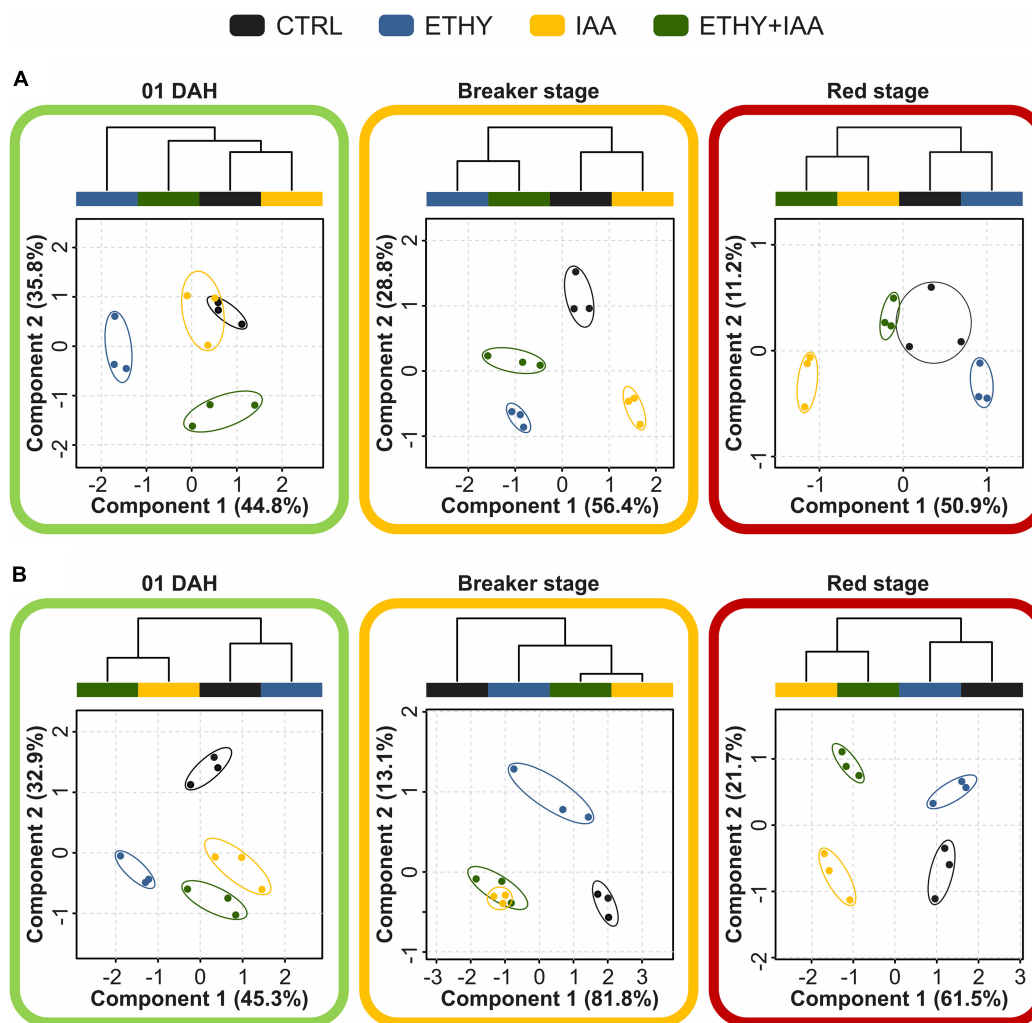 CTRL ETHY IAA ETHY+IAA
A
01 DAH Breaker stage Red stage
Component 2 (35.8%)
2
1
0
-1
-2
-2 -1 0 1 2
Component 1 (44.8%)
Component 2 (28.8%)
2
1
0
-1
-2 -1 0 1 2
Component 1 (56.4%)
Component 2 (11.2%)
1
0
-1
-1 0 1
Component 1 (50.9%)
B
01 DAH Breaker stage Red stage
Component 2 (32.9%)
2
1
0
-1
-2 -1 0 1 2
Component 1 (45.3%)
Component 2 (13.1%)
2
1
0
-1
-3 -2 -1 0 1 2 3
Component 1 (81.8%)
Component 2 (21.7%)
1
0
-1
-2
-3 -2 -1 0 1 2 3
Component 1 (61.5%)